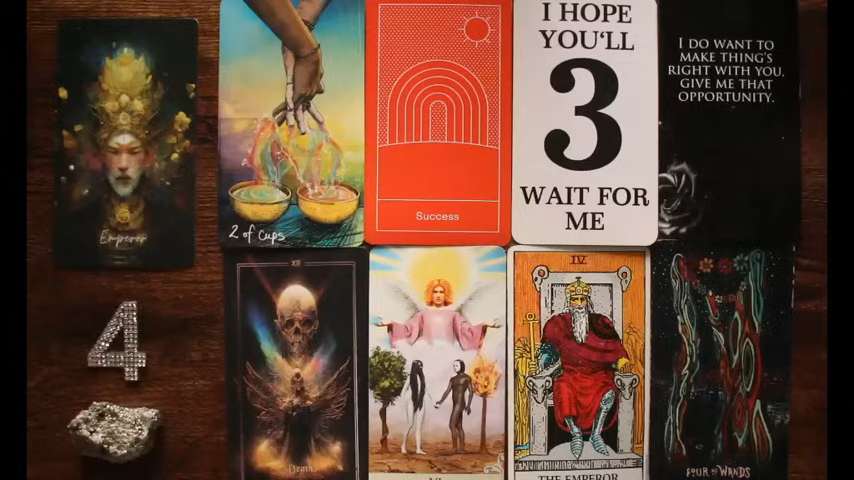 Emperor
2 of Cups
Success
I HOPE
YOU'LL
3
WAIT FOR
ME
I DO WANT TO
MAKE THING'S
RIGHT WITH YOU.
GIVE ME THAT
OPPORTUNITY.
4
XIII
Death
IV
THE EMPEROR
FOUR OF WANDS